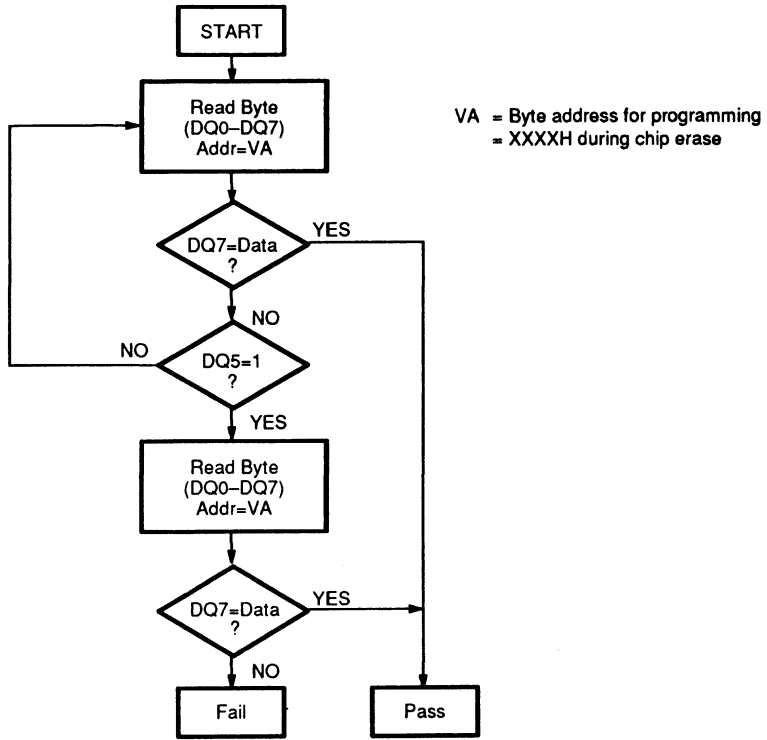 START
Read Byte
(DQ0–DQ7)
Addr=VA
VA = Byte address for programming
= XXXXH during chip erase
DQ7=Data
?
YES
NO
DQ5=1
?
NO
YES
Read Byte
(DQ0–DQ7)
Addr=VA
DQ7=Data
?
YES
NO
Fail
Pass